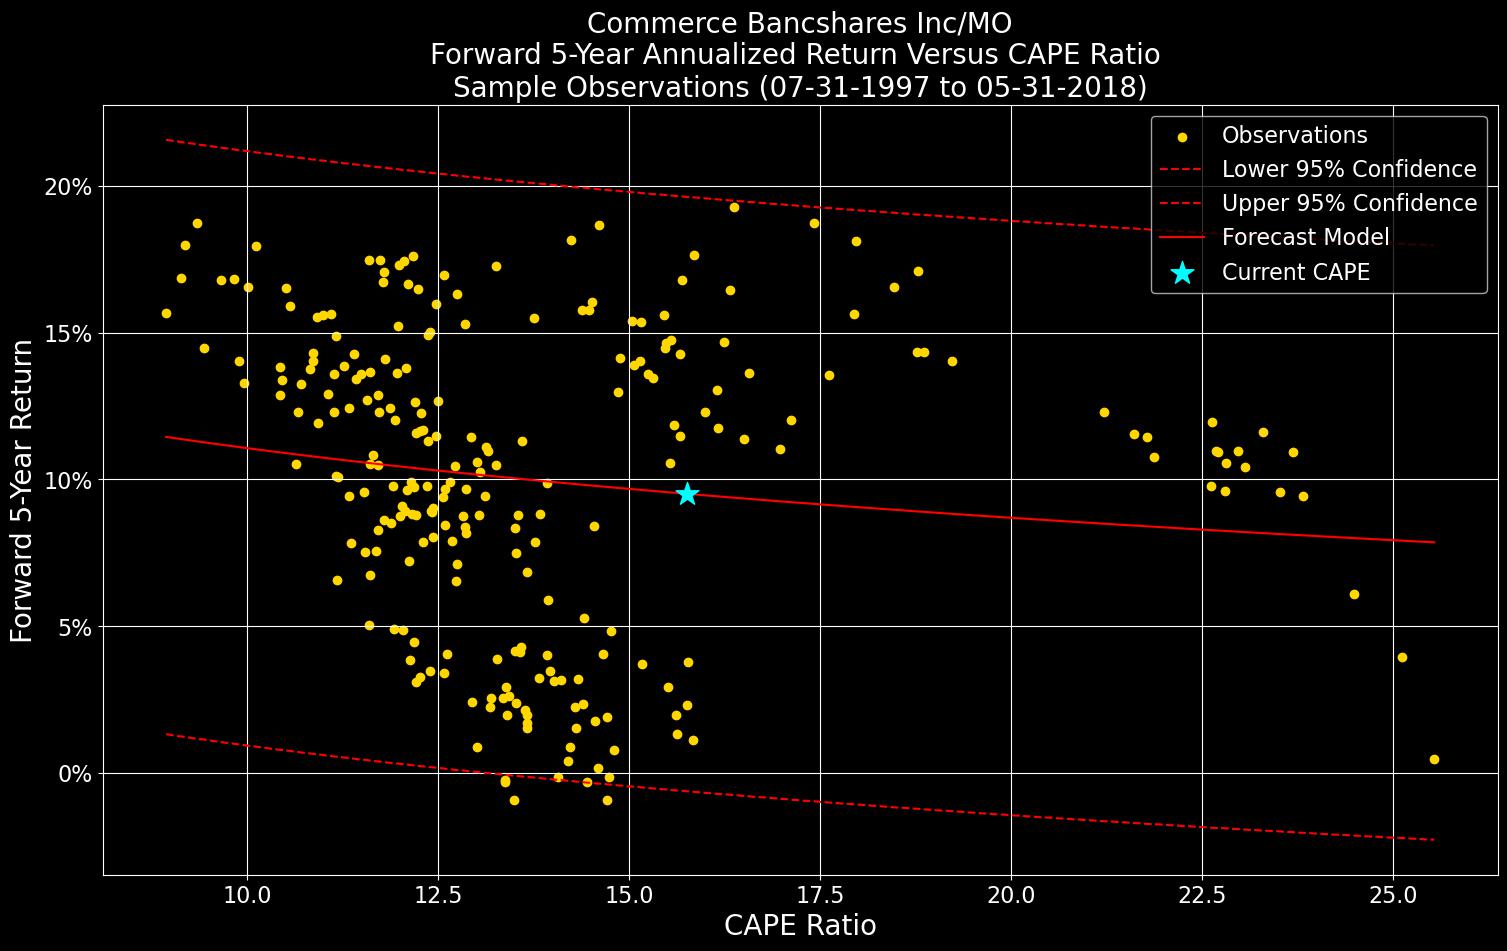 Commerce Bancshares Inc/MO
Forward 5-Year Annualized Return Versus CAPE Ratio
Sample Observations (07-31-1997 to 05-31-2018)
Observations
Lower 95% Confidence
Upper 95% Confidence
Forecast Model
Current CAPE
Forward 5-Year Return
20%
15%
10%
5%
0%
10.0 12.5 15.0 17.5 20.0 22.5 25.0
CAPE Ratio